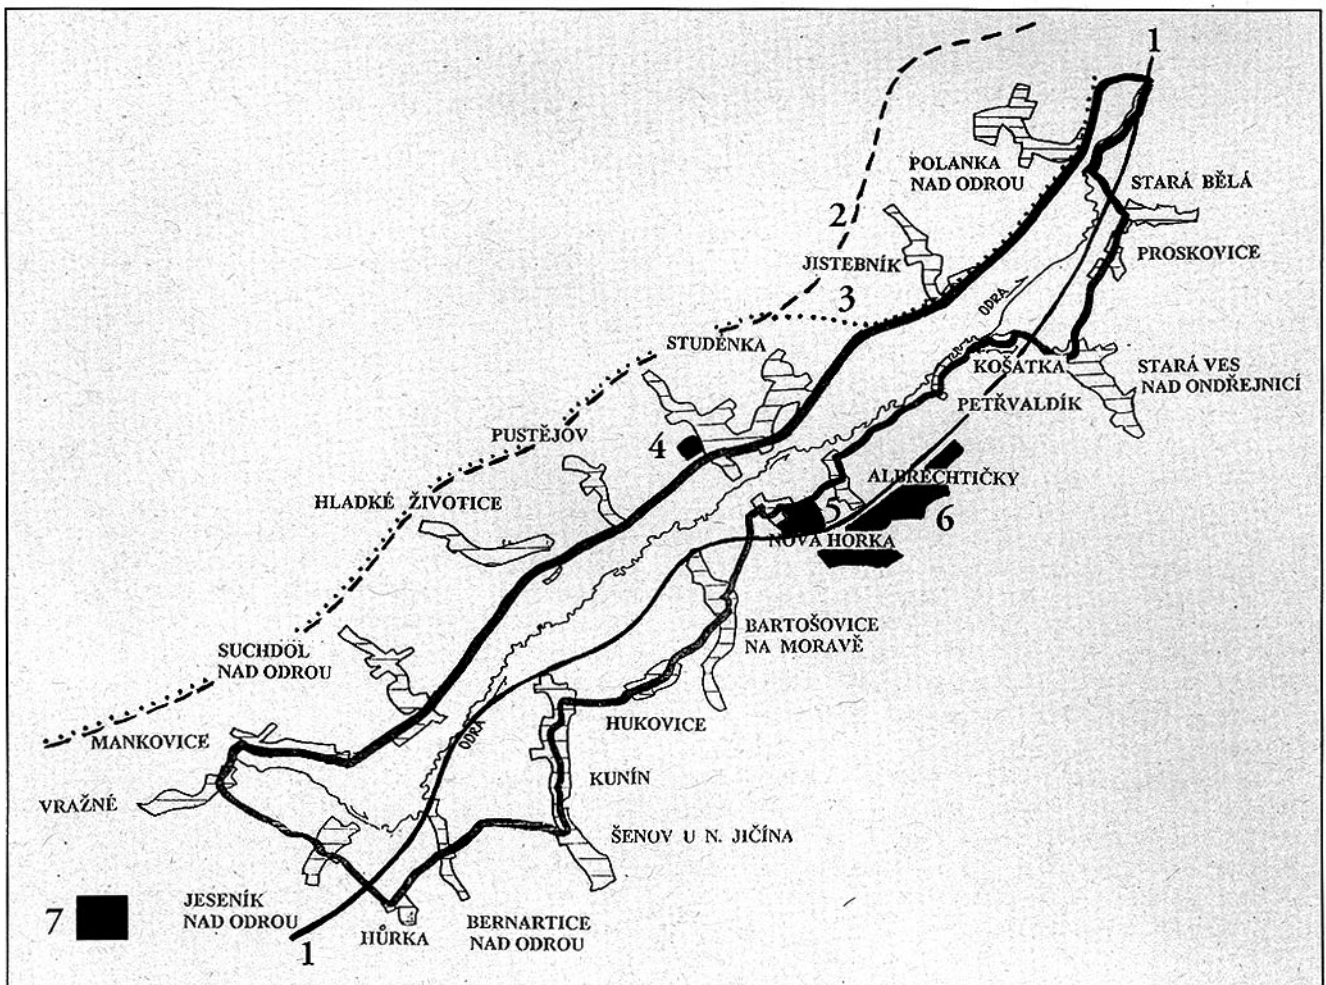 1
POLANKA
NAD ODROU
STARÁ BĚLÁ
2
PROSKOVICE
JISTEBNÍK
3
ODRA
STUDÉNKA
KOŠATKA
STARÁ VES
NAD ONDŘEJNICÍ
PETŘVALDÍK
PUSTĚJOV
4
ALBRECHTIČKY
HLADKÉ ŽIVOTICE
5
6
NOVÁ HORKA
BARTOŠOVICE
NA MORAVĚ
SUCHDOL
NAD ODROU
HUKOVICE
MANKOVICE
ODRA
KUNÍN
VRAŽNÉ
ŠENOV U N. JIČÍNA
7
JESENÍK
NAD ODROU
BERNARTICE
NAD ODROU
HŮRKA
1